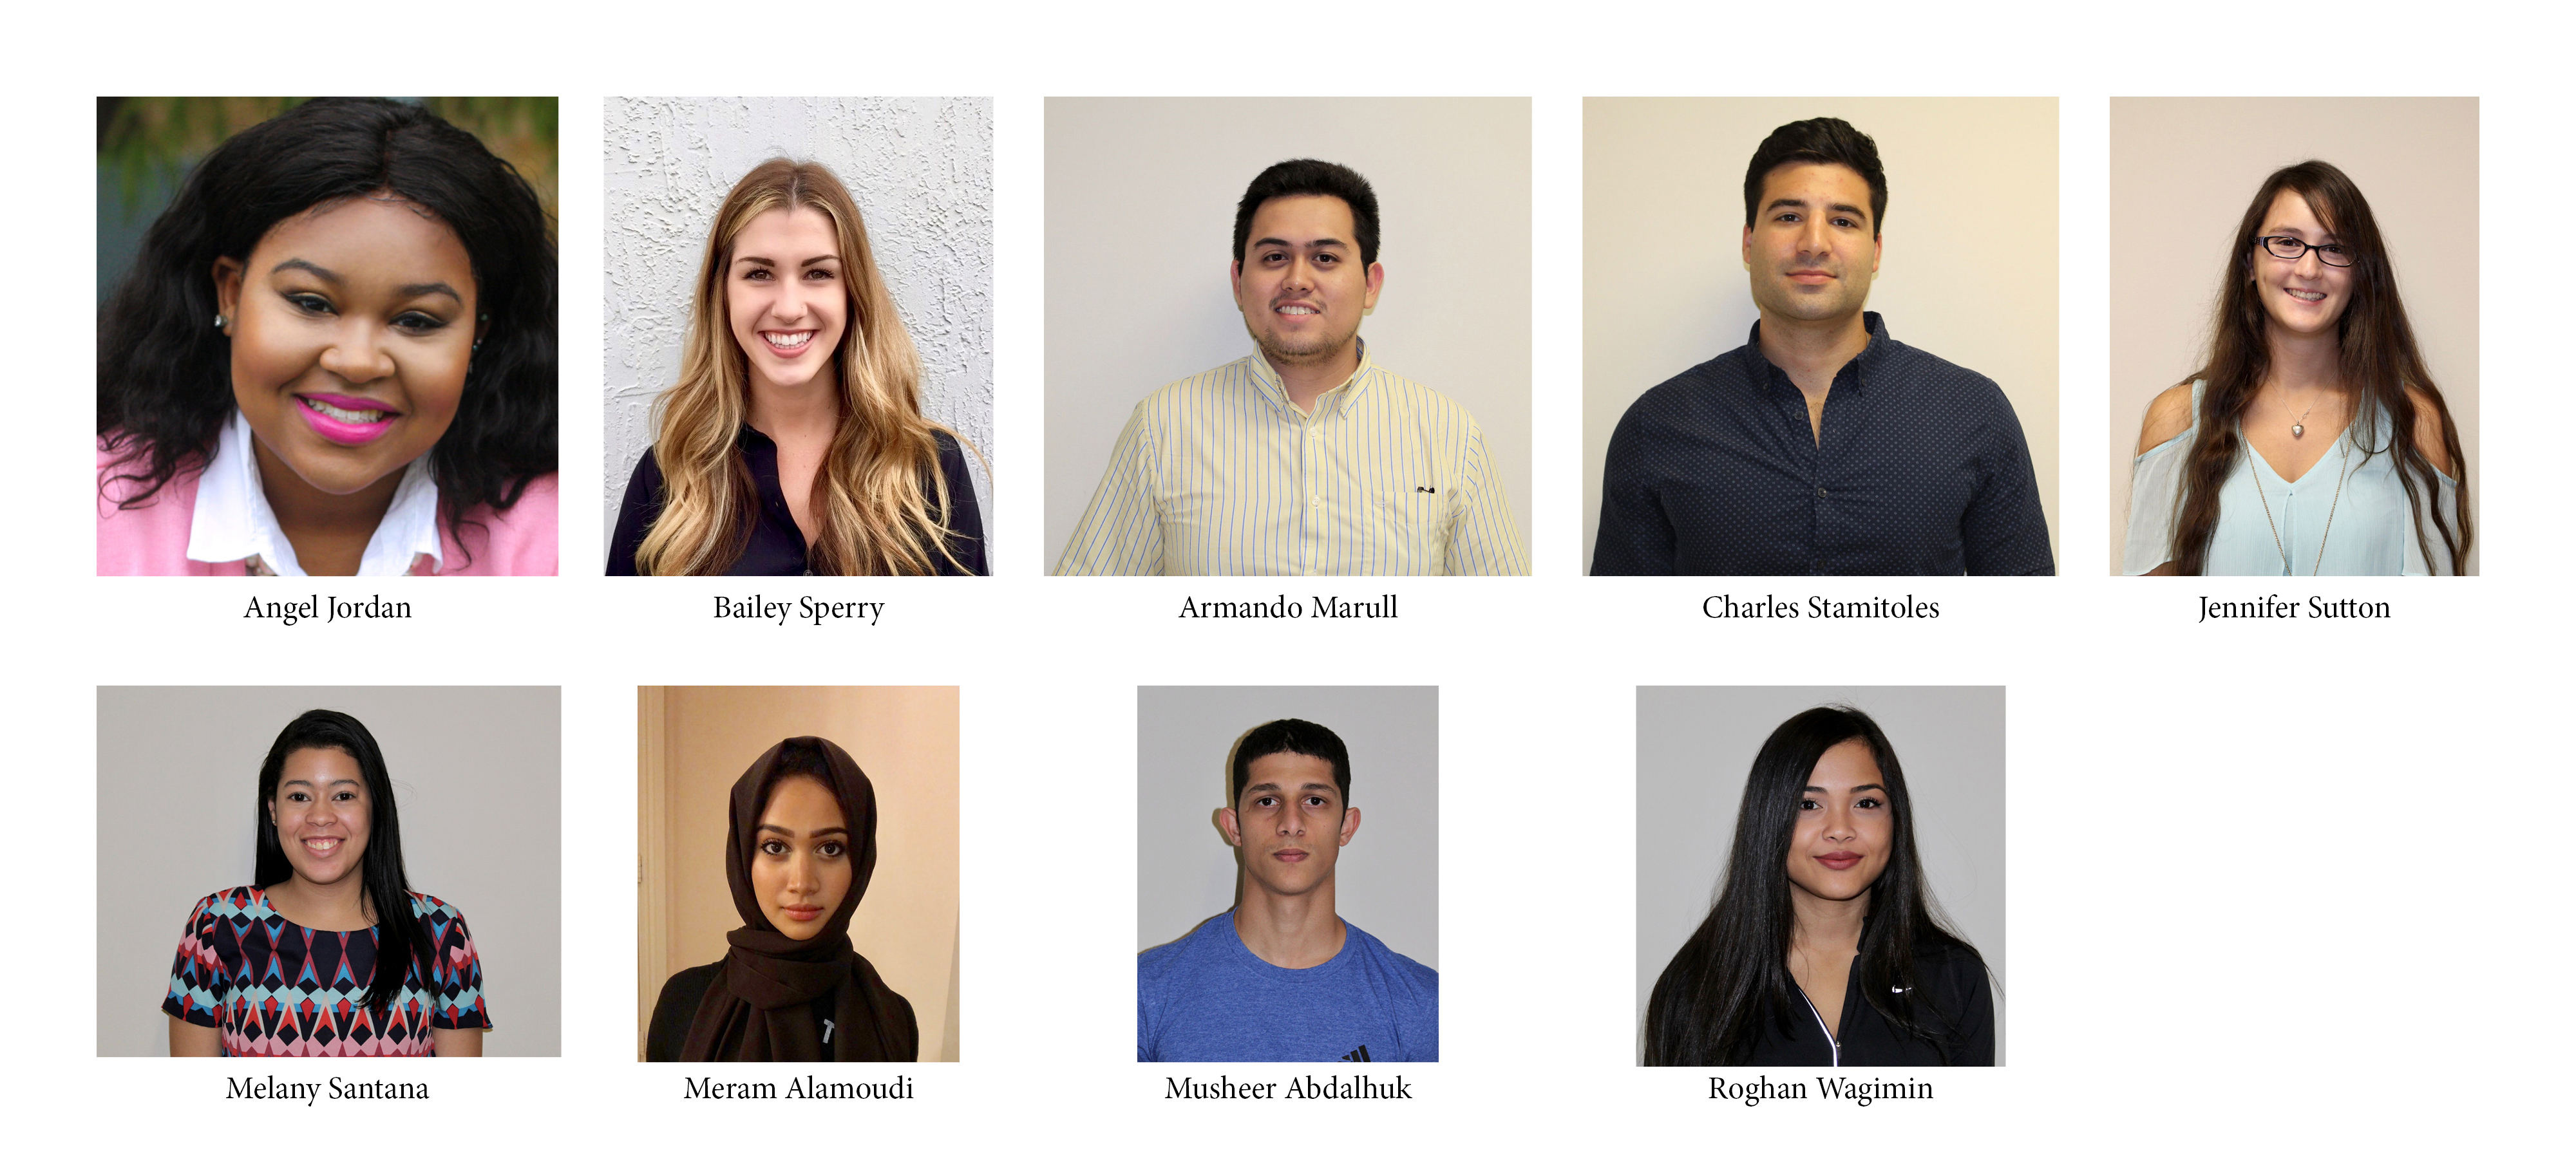 Angel Jordan
Bailey Sperry
Armando Marull
Charles Stamitoles
Jennifer Sutton
Melany Santana
Meram Alamoudi
Musheer Abdalhuk
Roghan Wagimin